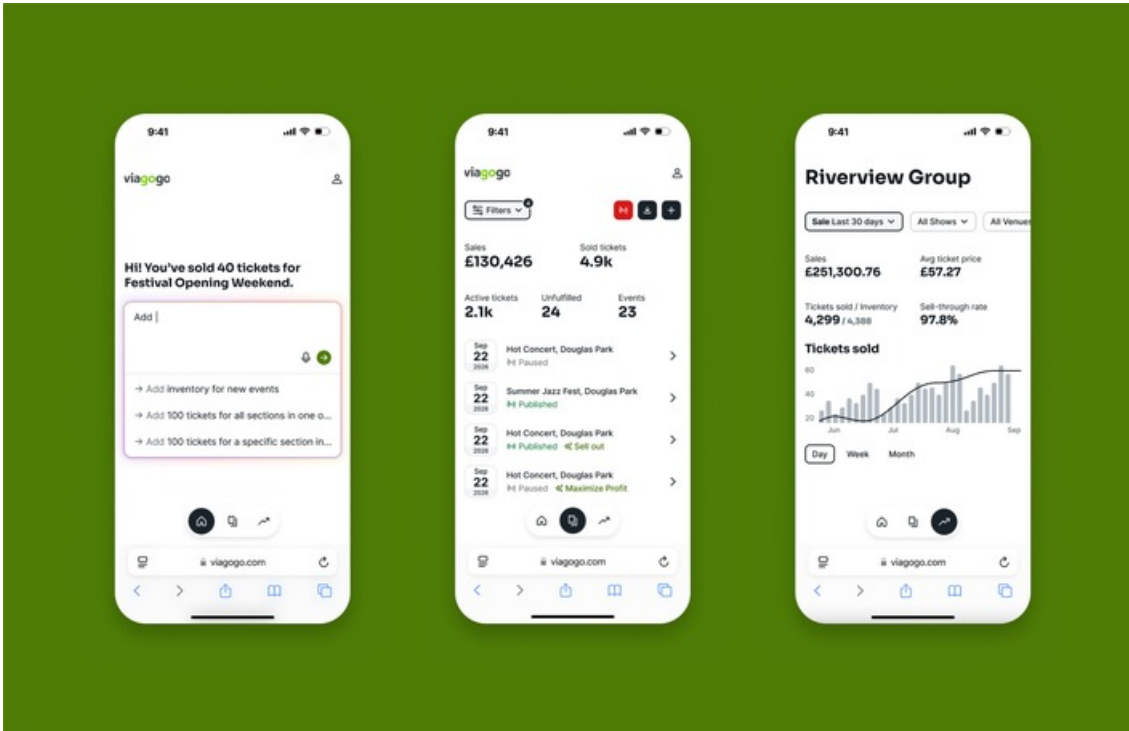 9:41
viagogo
Hi! You've sold 40 tickets for
Festival Opening Weekend.
Add
→ Add inventory for new events
→ Add 100 tickets for all sections in one o...
→ Add 100 tickets for a specific section in...
viagogo.com
9:41
viagogo
Filters 4
Sales
£130,426
Sold tickets
4.9k
Active tickets
2.1k
Unfulfilled
24
Events
23
Sep
22
2026
Hot Concert, Douglas Park
Paused
Sep
22
2026
Summer Jazz Fest, Douglas Park
Published
Sep
22
2026
Hot Concert, Douglas Park
Published Sell out
Sep
22
2026
Hot Concert, Douglas Park
Paused Maximize Profit
viagogo.com
9:41
Riverview Group
Sale Last 30 days All Shows All Venues
Sales
£251,300.76
Avg ticket price
£57.27
Tickets sold / Inventory
4,299 / 4,388
Sell-through rate
97.8%
Tickets sold
60
40
20
Jun Jul Aug Sep
Day Week Month
viagogo.com